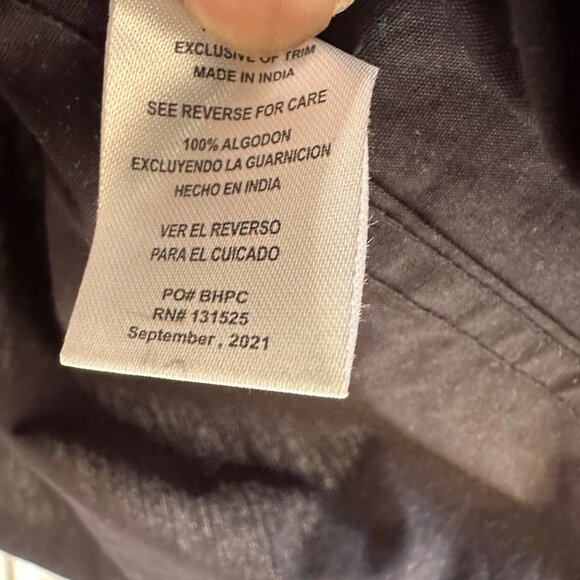 EXCLUSIVE OF TRIM
MADE IN INDIA
SEE REVERSE FOR CARE
100% ALGODON
EXCLUYENDO LA GUARNICION
HECHO EN INDIA
VER EL REVERSO
PARA EL CUICADO
PO# BHPC
RN# 131525
September, 2021